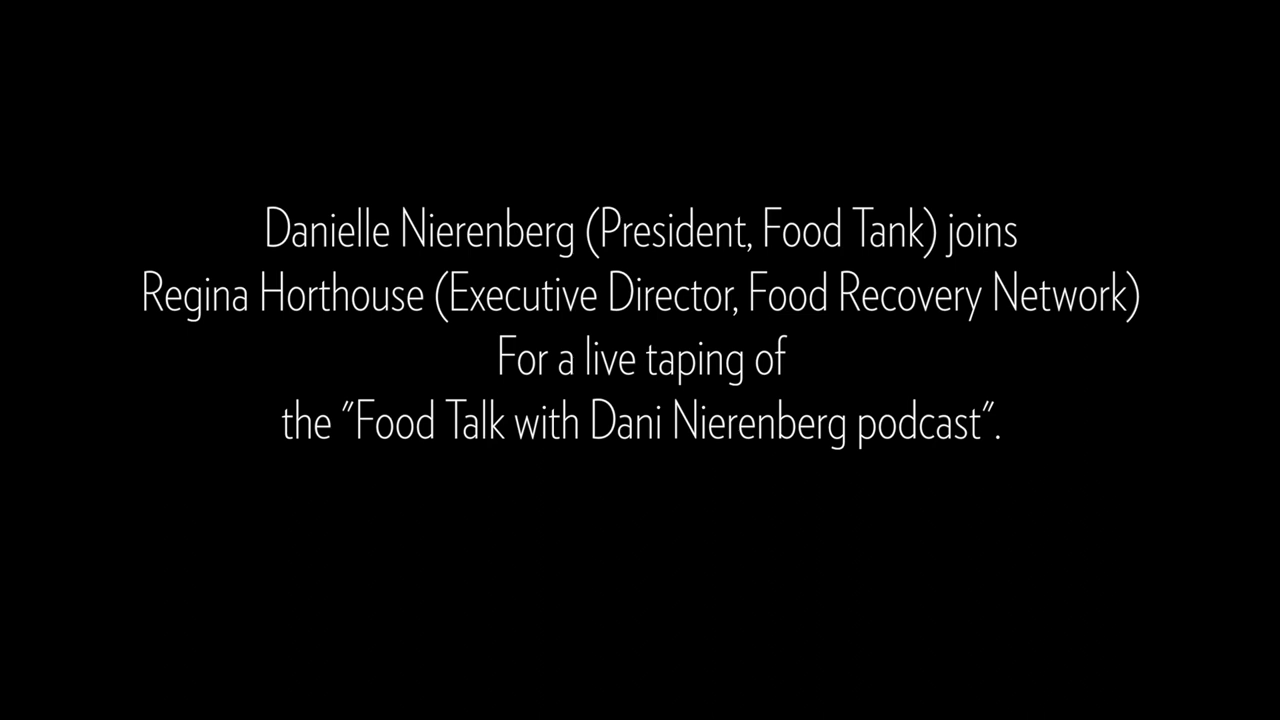 Danielle Nierenberg (President, Food Tank) joins
Regina Horthouse (Executive Director, Food Recovery Network)
For a live taping of
the "Food Talk with Dani Nierenberg podcast".